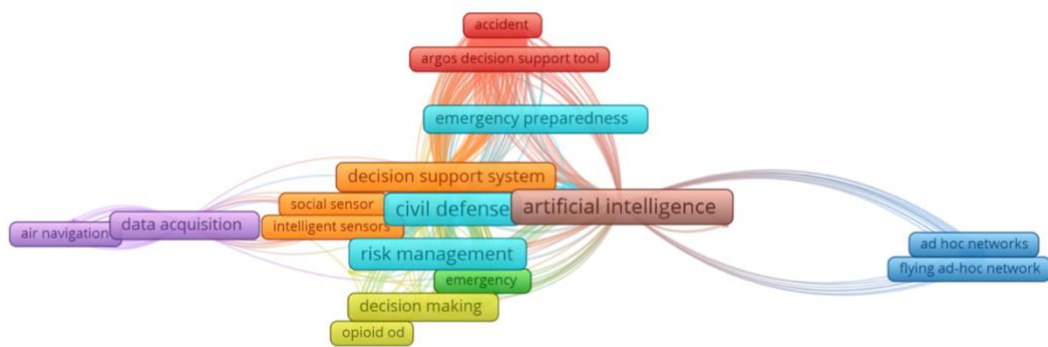 accident
argos decision support tool
emergency preparedness
decision support system
social sensor
civil defense
artificial intelligence
data acquisition
air navigation
intelligent sensors
ad hoc networks
risk management
flying ad-hoc network
emergency
decision making
opioid od